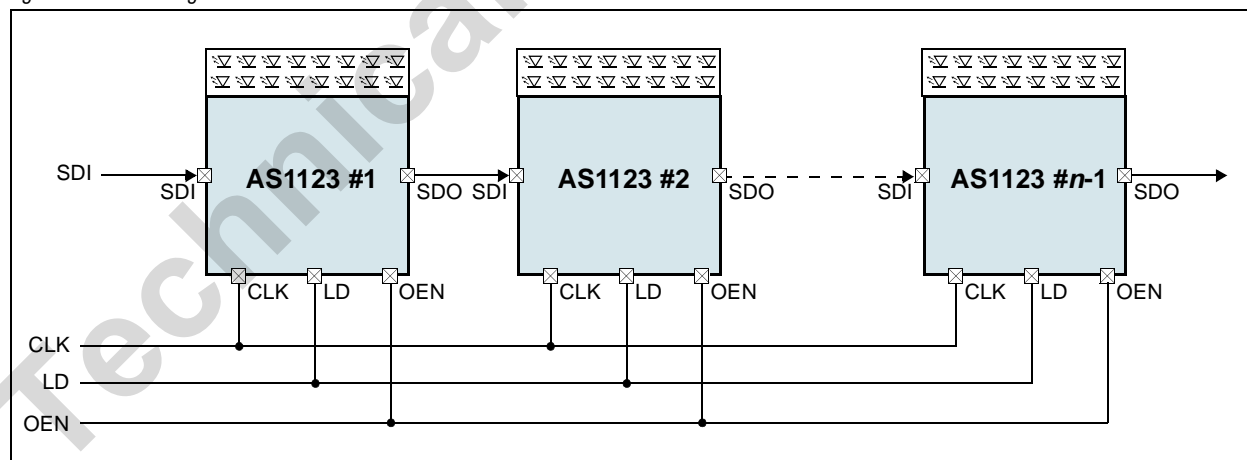 SDI
SDI
AS1123 #1
SDO
SDI
AS1123 #2
SDO
SDI
AS1123 #n-1
SDO
CLK
LD
OEN
CLK
LD
OEN
CLK
LD
OEN
CLK
LD
OEN
Technical